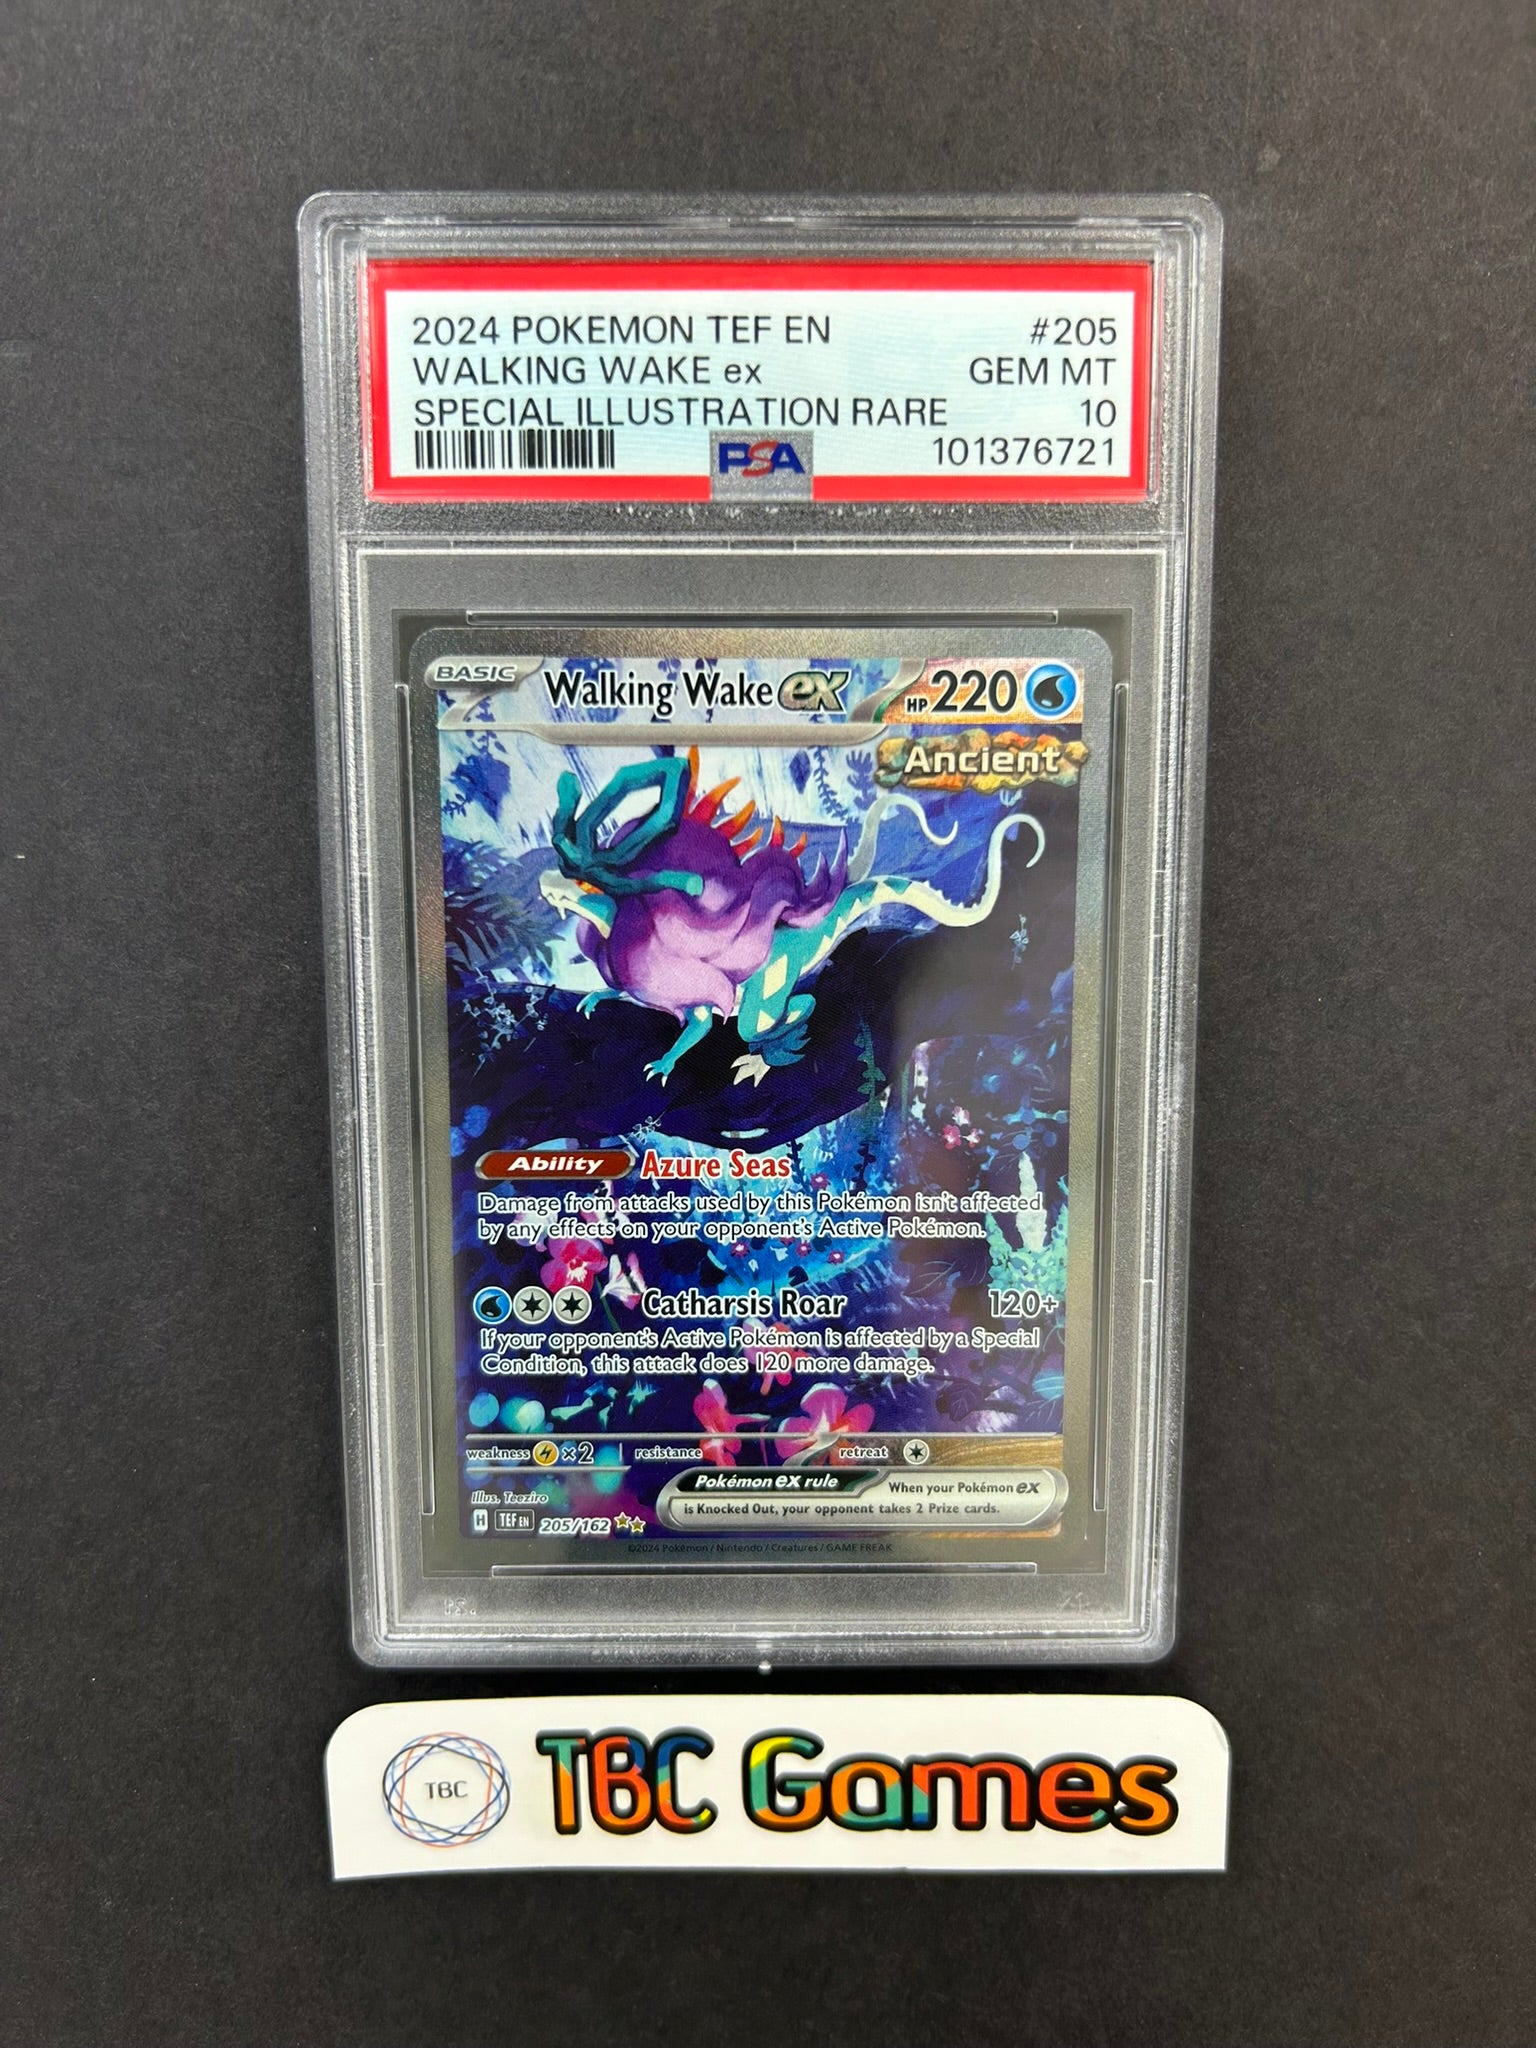 2024 POKEMON TEF EN #205
WALKING WAKE ex GEM MT
SPECIAL ILLUSTRATION RARE 10
PSA 101376721
BASIC Walking Wake ex HP 220
Ancient
Ability Azure Seas
Damage from attacks used by this Pokémon isn't affected
by any effects on your opponent's Active Pokémon.
Catharsis Roar 120+
If your opponent's Active Pokémon is affected by a Special
Condition, this attack does 120 more damage.
weakness ×2 resistance retreat
Pokémon ex rule When your Pokémon ex
is Knocked Out, your opponent takes 2 Prize cards.
Illus. Teeziro
H TEF EN 205/162
©2024 Pokémon / Nintendo / Creatures / GAME FREAK
TBC TBC Games